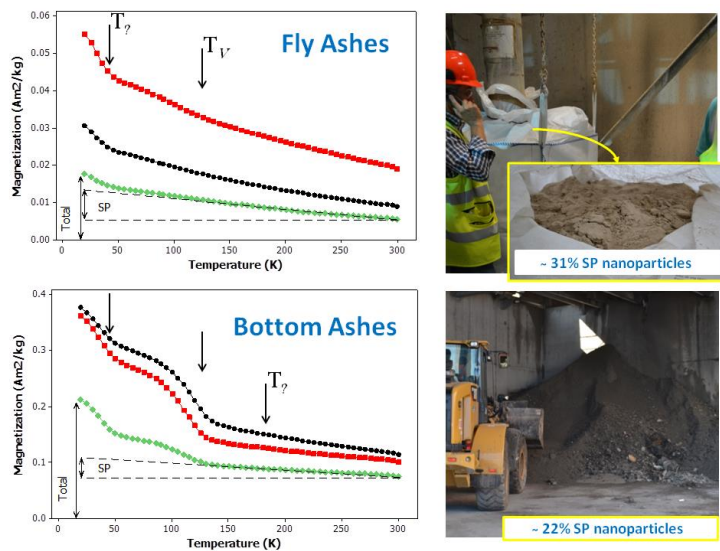 Fly Ashes
T?
TV
Magnetization (Am2/kg)
0.06
0.05
0.04
0.03
0.02
0.01
0.00
Total
SP
0
50
100
150
200
250
300
Temperature (K)
~ 31% SP nanoparticles
Bottom Ashes
T?
Magnetization (Am2/kg)
0.4
0.3
0.2
0.1
0.0
Total
SP
0
50
100
150
200
250
300
Temperature (K)
~ 22% SP nanoparticles